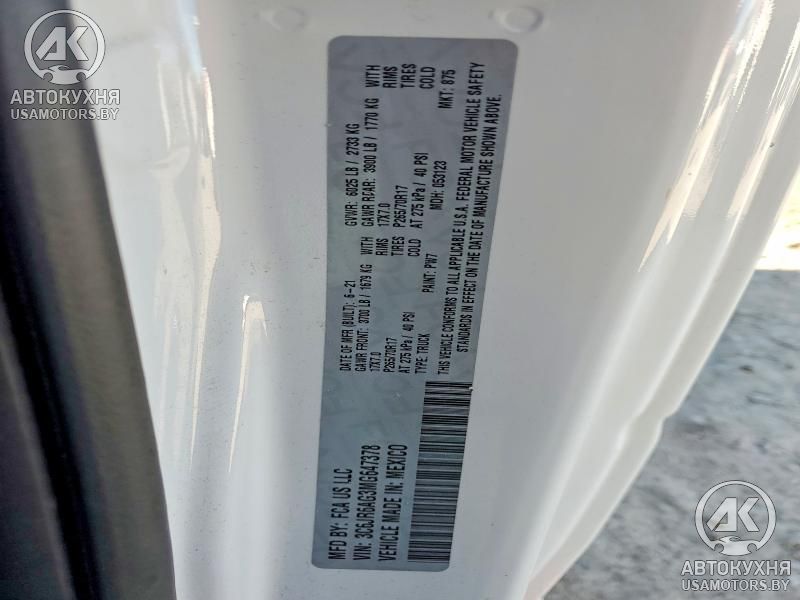 MFD BY: FCA US LLC
DATE OF MFR (BUILT): 6-21
GVWR: 6025 LB / 2733 KG
GAWR FRONT: 3700 LB / 1679 KG WITH
GAWR REAR: 3900 LB / 1770 KG WITH
17X7.0 RIMS
17X7.0 RIMS
P265/70R17 TIRES
P265/70R17 TIRES
AT 275 kPa / 40 PSI COLD
AT 275 kPa / 40 PSI COLD
VIN: 3C6JR6AG3MG647378
TYPE: TRUCK
PAINT: PW7
MDH: 053123
MKT: 875
VEHICLE MADE IN: MEXICO
THIS VEHICLE CONFORMS TO ALL APPLICABLE U.S.A. FEDERAL MOTOR VEHICLE SAFETY
STANDARDS IN EFFECT ON THE DATE OF MANUFACTURE SHOWN ABOVE.
АК
АВТОКУХНЯ
USAMOTORS.BY
АК
АВТОКУХНЯ
USAMOTORS.BY